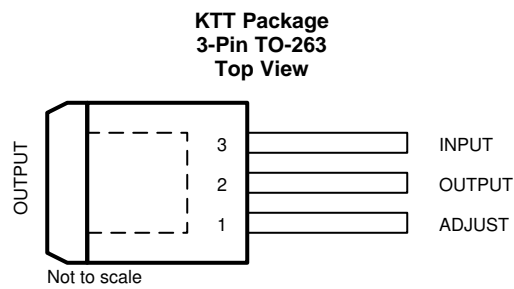 KTT Package
3-Pin TO-263
Top View
OUTPUT
3 INPUT
2 OUTPUT
1 ADJUST
Not to scale